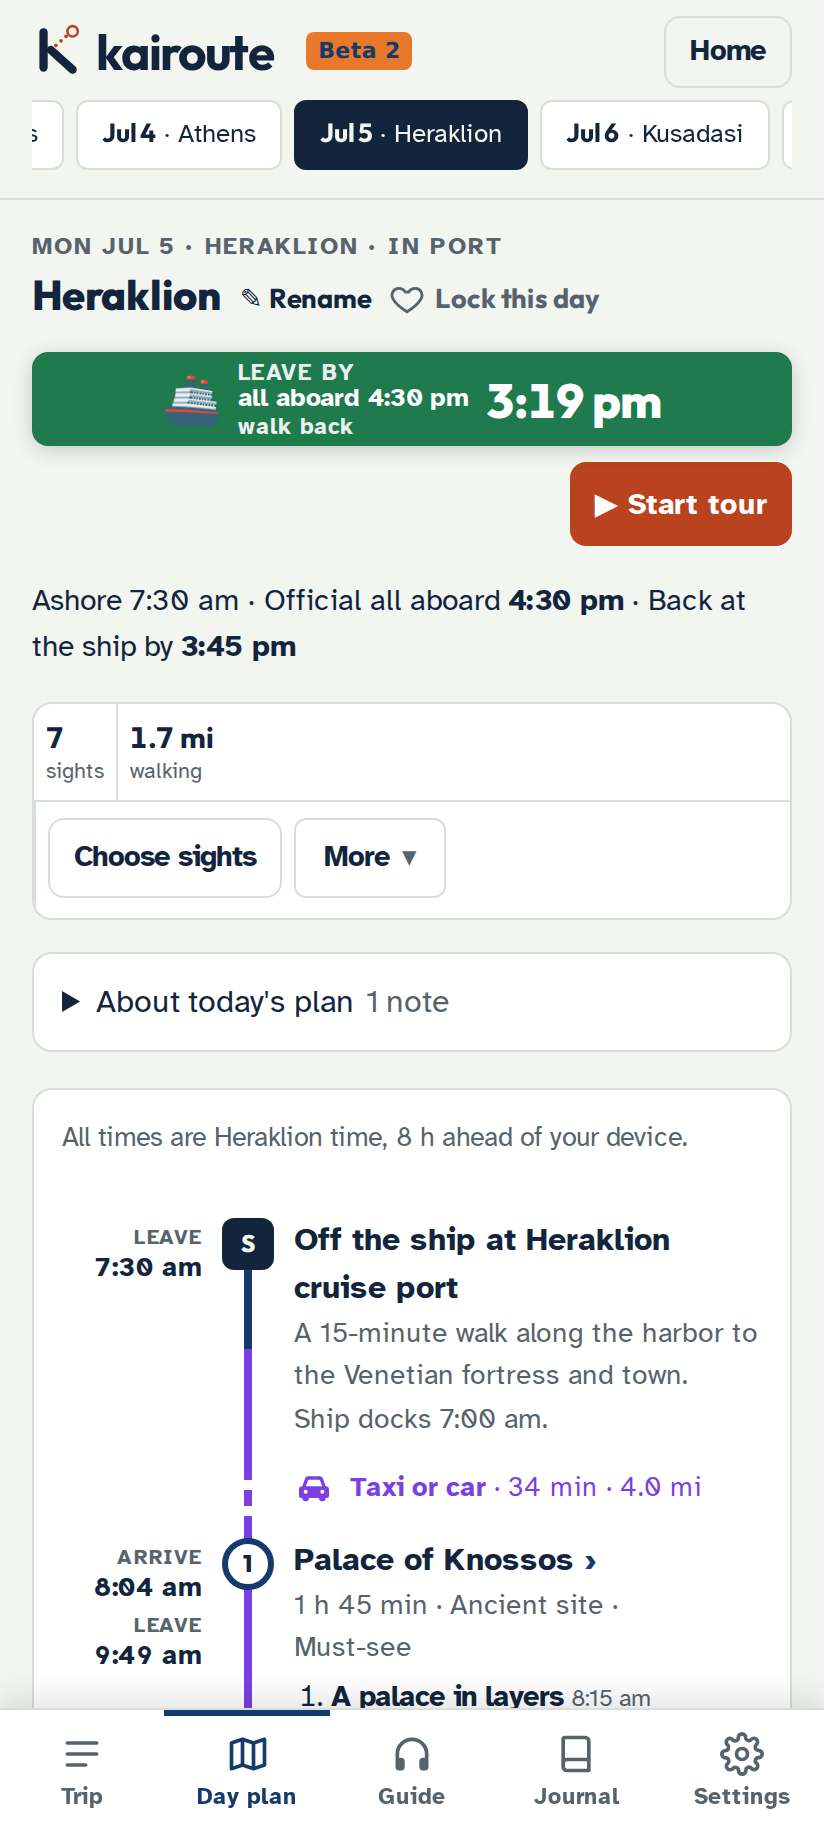 kairoute Beta 2 Home
s Jul 4 · Athens Jul 5 · Heraklion Jul 6 · Kusadasi
MON JUL 5 · HERAKLION · IN PORT
Heraklion ✎ Rename Lock this day
LEAVE BY
all aboard 4:30 pm 3:19 pm
walk back
▶ Start tour
Ashore 7:30 am · Official all aboard 4:30 pm · Back at
the ship by 3:45 pm
7 1.7 mi
sights walking
Choose sights More ▼
▶ About today's plan 1 note
All times are Heraklion time, 8 h ahead of your device.
LEAVE S Off the ship at Heraklion
7:30 am cruise port
A 15-minute walk along the harbor to
the Venetian fortress and town.
Ship docks 7:00 am.
Taxi or car · 34 min · 4.0 mi
ARRIVE 1 Palace of Knossos ›
8:04 am 1 h 45 min · Ancient site ·
LEAVE Must-see
9:49 am
1. A palace in layers 8:15 am
Trip Day plan Guide Journal Settings